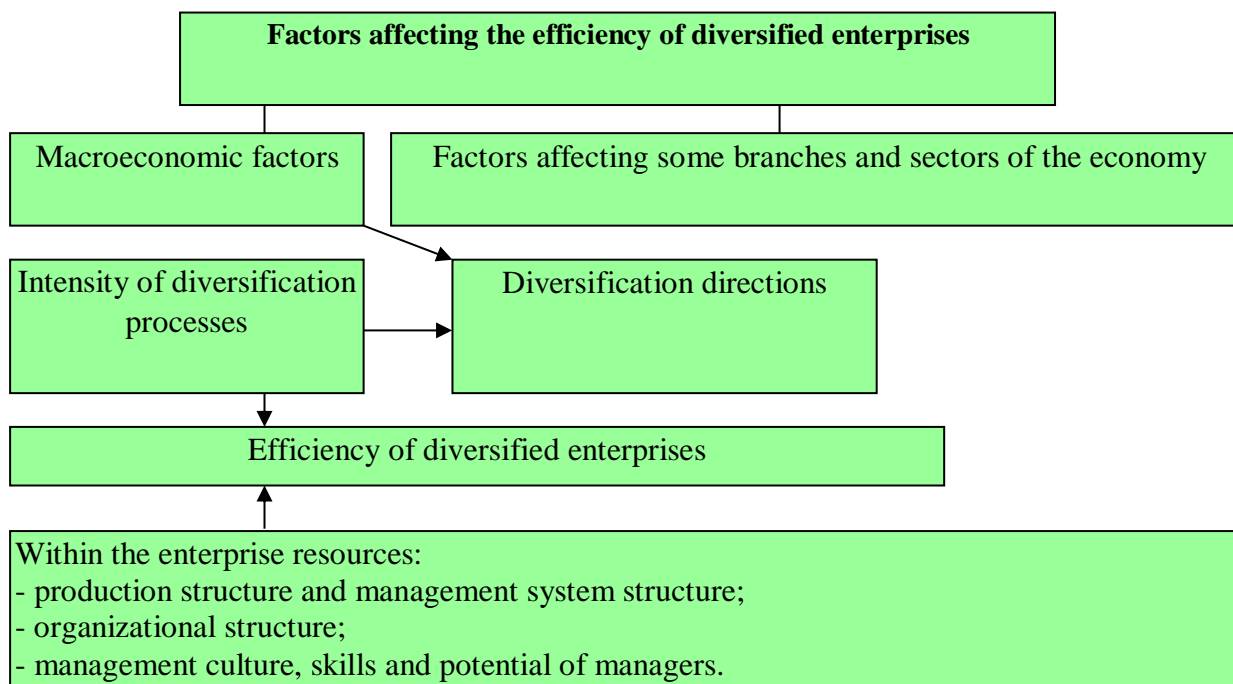 Factors affecting the efficiency of diversified enterprises
Macroeconomic factors
Factors affecting some branches and sectors of the economy
Intensity of diversification
processes
Diversification directions
Efficiency of diversified enterprises
Within the enterprise resources:
- production structure and management system structure;
- organizational structure;
- management culture, skills and potential of managers.